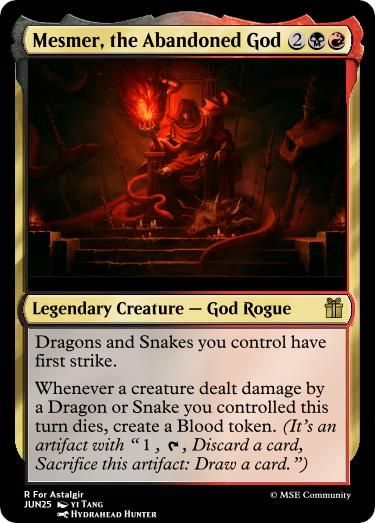 Mesmer, the Abandoned God 2
Legendary Creature — God Rogue
Dragons and Snakes you control have
first strike.
Whenever a creature dealt damage by
a Dragon or Snake you controlled this
turn dies, create a Blood token. (It's an
artifact with “ 1 , , Discard a card,
Sacrifice this artifact: Draw a card.”)
R For Astalgir
JUN25 YI TANG © MSE Community
HYDRAHEAD HUNTER